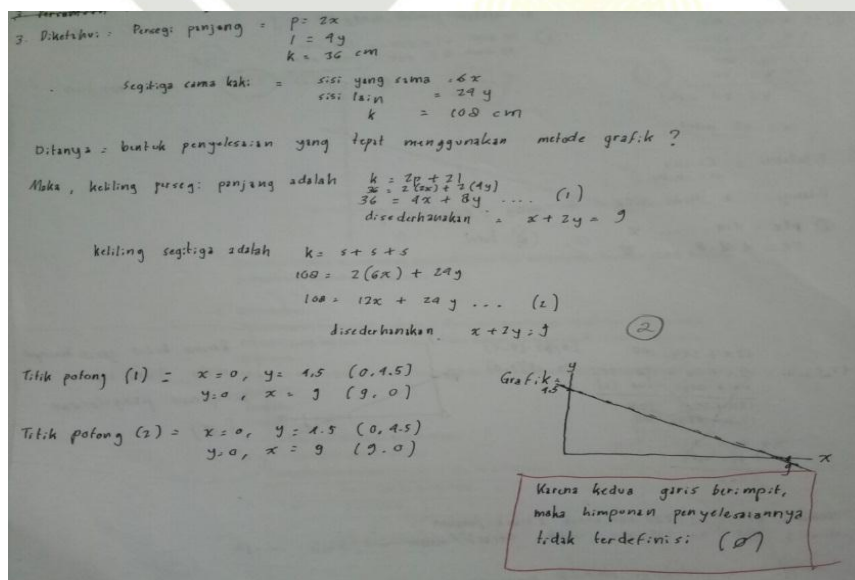 3. Diketahui : Persegi panjang = p = 2x
l = 4y
k = 36 cm
Segitiga sama kaki = sisi yang sama = 6x
sisi lain = 24 y
k = 108 cm
Ditanya = bentuk penyelesaian yang tepat menggunakan metode grafik ?
Maka, keliling persegi panjang adalah k = 2p + 2l
36 = 2(2x) + 2(4y)
36 = 4x + 8y .... (1)
disederhanakan = x + 2y = 9
keliling segitiga adalah k = s + s + s
108 = 2(6x) + 24y
108 = 12x + 24 y ... (2)
disederhanakan x + 2y = 9
2
Titik potong (1) = x = 0, y = 4,5 (0, 4.5)
y = 0, x = 9 (9, 0)
Titik potong (2) = x = 0, y = 4.5 (0, 4.5)
y = 0, x = 9 (9, 0)
Grafik =
y
4.5
9
x
Karena kedua garis berimpit,
maka himpunan penyelesaiannya
tidak terdefinisi (∅)